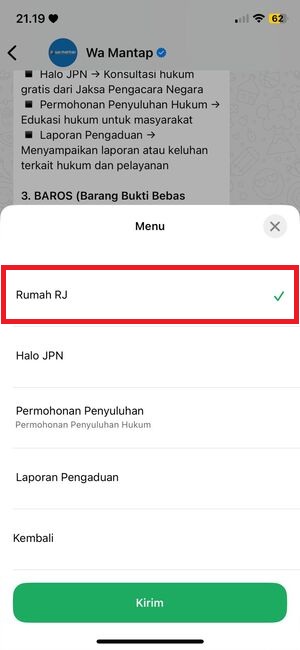 21.19
62
wa mantap
Wa Mantap
Halo JPN → Konsultasi hukum
gratis dari Jaksa Pengacara Negara
Permohonan Penyuluhan Hukum →
Edukasi hukum untuk masyarakat
Laporan Pengaduan →
Menyampaikan laporan atau keluhan
terkait hukum dan pelayanan
3. BAROS (Barang Bukti Bebas
Menu
Rumah RJ
Halo JPN
Permohonan Penyuluhan
Permohonan Penyuluhan Hukum
Laporan Pengaduan
Kembali
Kirim